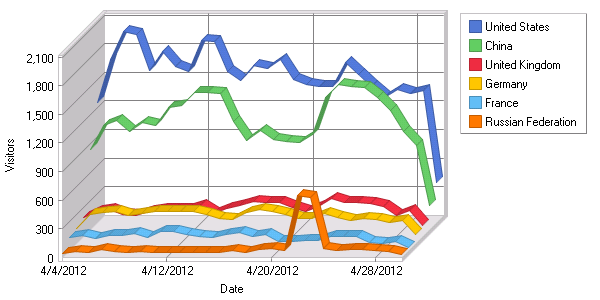 2,100
1,800
1,500
1,200
900
600
300
0
Visitors
4/4/2012
4/12/2012
4/20/2012
4/28/2012
Date
United States
China
United Kingdom
Germany
France
Russian Federation